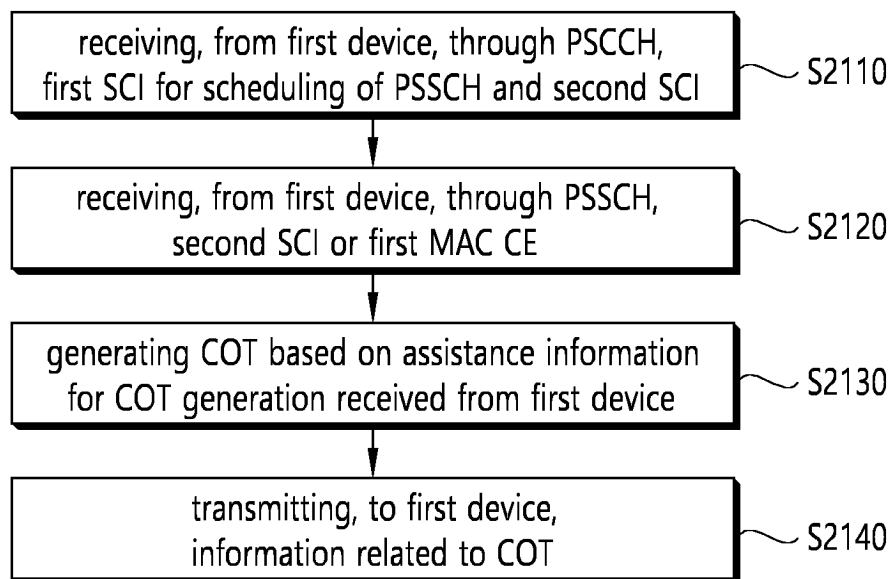 receiving, from first device, through PSCCH,
first SCI for scheduling of PSSCH and second SCI
S2110
receiving, from first device, through PSSCH,
second SCI or first MAC CE
S2120
generating COT based on assistance information
for COT generation received from first device
S2130
transmitting, to first device,
information related to COT
S2140